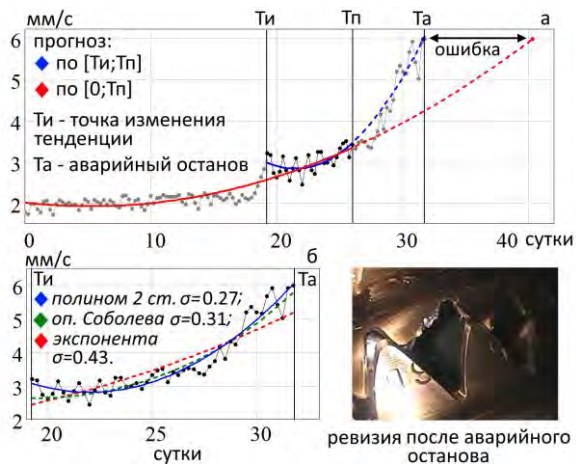 мм/с Ти Тп Та а
6
прогноз:
по [Ти;Тп]
по [0;Тп]
ошибка
5
Ти - точка изменения
тенденции
4
Та - аварийный останов
3
2
0 10 20 30 40 сутки
мм/с б
Ти Та
6
полином 2 ст. σ=0.27;
оп. Соболева σ=0.31;
5
экспонента
σ=0.43.
4
3
2
20 25 30
сутки
ревизия после аварийного
останова